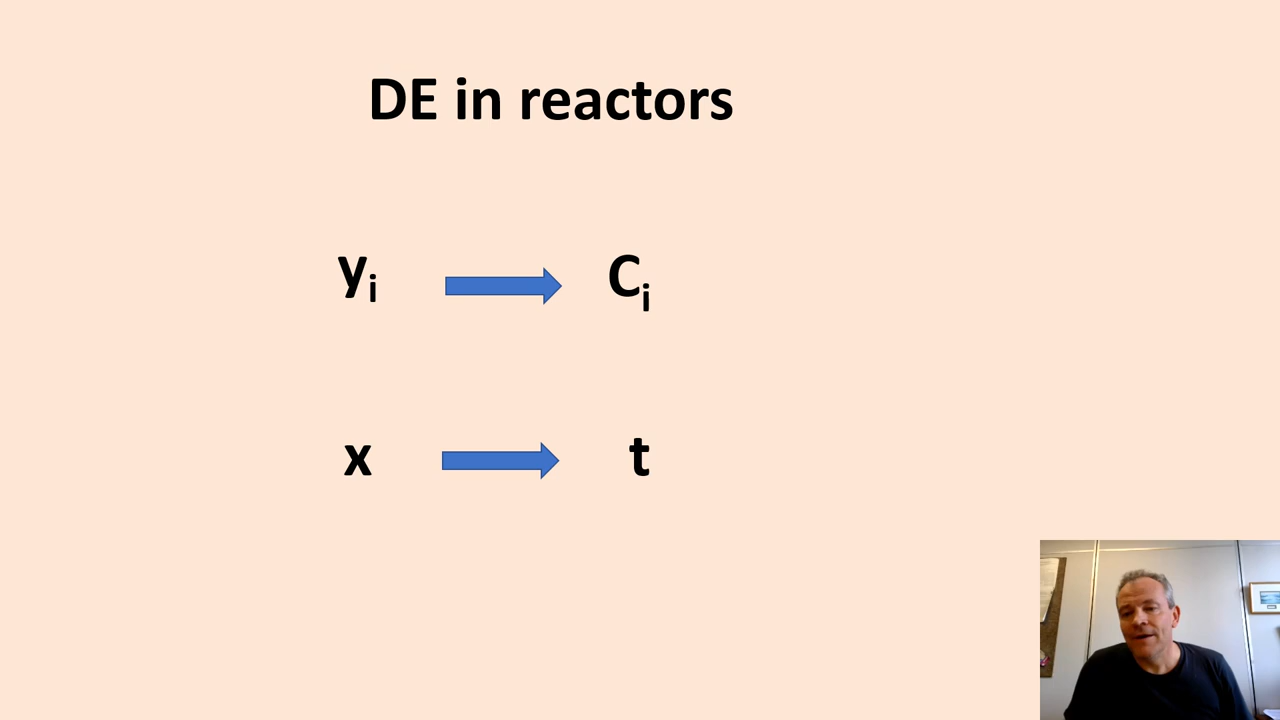 DE in reactors
yᵢ Cᵢ
x t